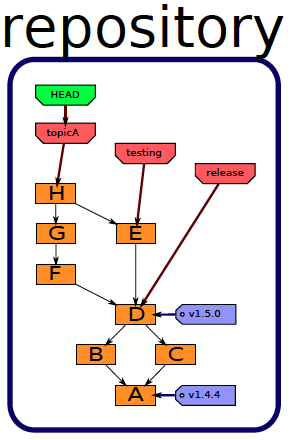 repository
HEAD
topicA
testing
release
H
G
E
F
D
v1.5.0
B
C
A
v1.4.4